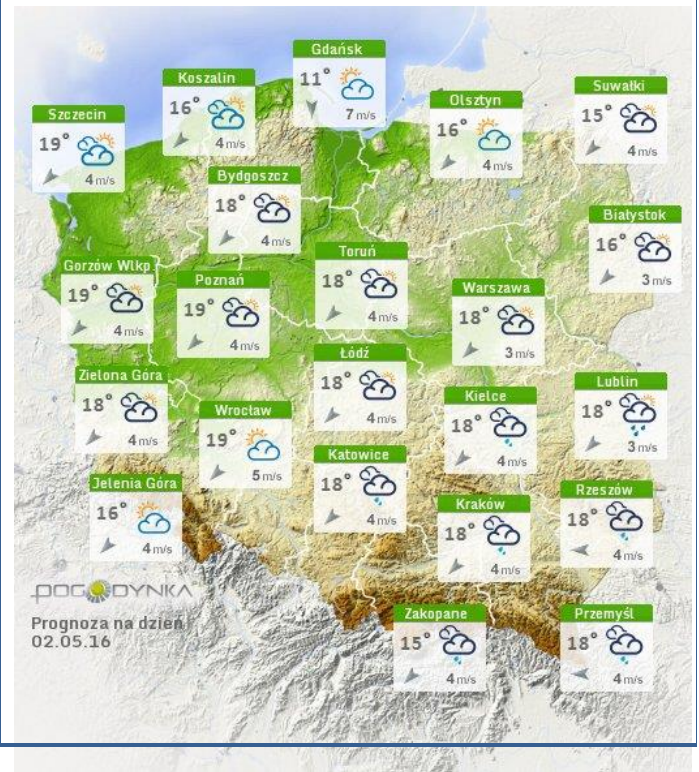 Gdańsk
11°
7 m/s
Koszalin
16°
4 m/s
Suwałki
15°
4 m/s
Olsztyn
16°
4 m/s
Szczecin
19°
4 m/s
Bydgoszcz
18°
4 m/s
Białystok
16°
3 m/s
Toruń
18°
4 m/s
Gorzów Wlkp.
19°
4 m/s
Poznań
19°
4 m/s
Warszawa
18°
3 m/s
Łódź
18°
4 m/s
Zielona Góra
18°
4 m/s
Lublin
18°
3 m/s
Kielce
18°
4 m/s
Wrocław
19°
5 m/s
Katowice
18°
4 m/s
Jelenia Góra
16°
4 m/s
Rzeszów
18°
4 m/s
Kraków
18°
4 m/s
POGODYNKA
Prognoza na dzień
02.05.16
Zakopane
15°
4 m/s
Przemyśl
18°
4 m/s